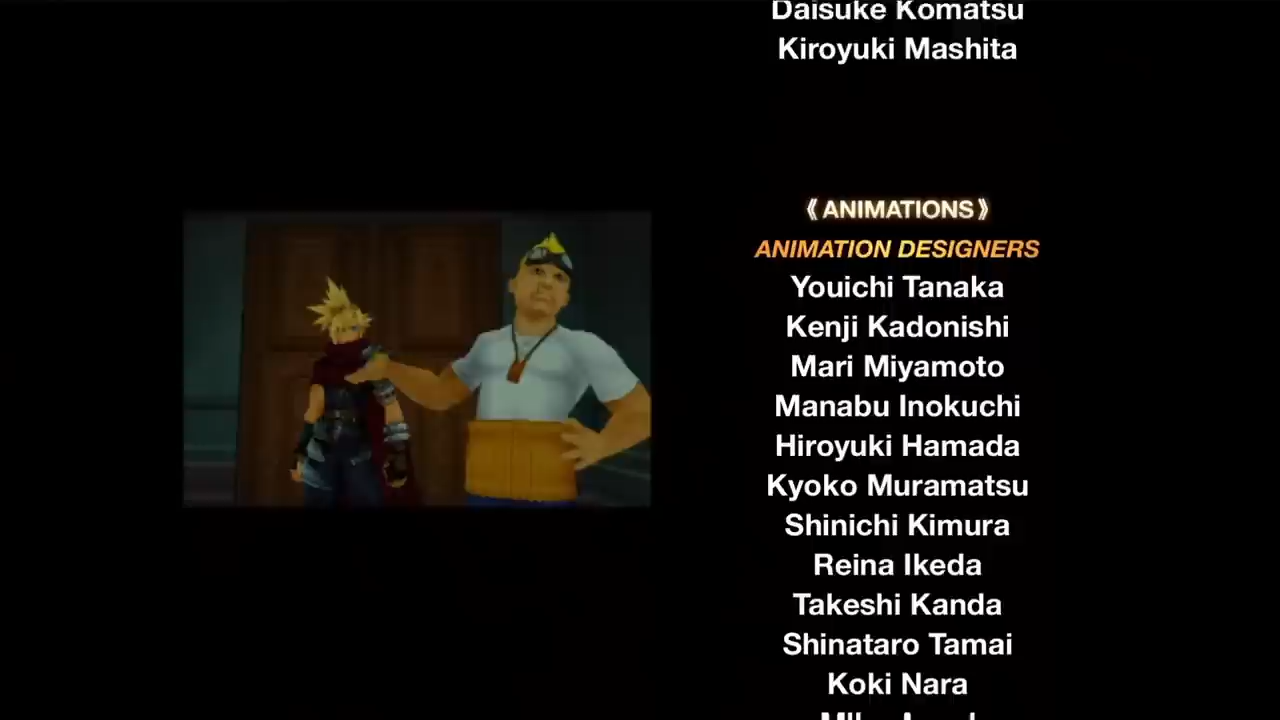 Daisuke Komatsu
Kiroyuki Mashita
《ANIMATIONS》
ANIMATION DESIGNERS
Youichi Tanaka
Kenji Kadonishi
Mari Miyamoto
Manabu Inokuchi
Hiroyuki Hamada
Kyoko Muramatsu
Shinichi Kimura
Reina Ikeda
Takeshi Kanda
Shinataro Tamai
Koki Nara